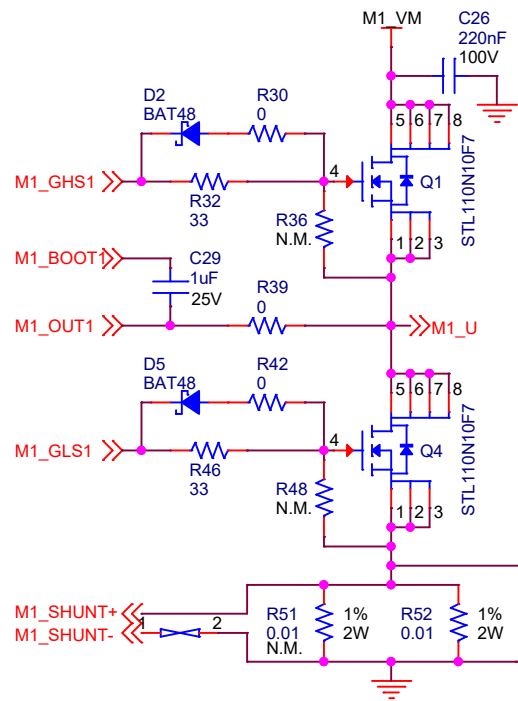 M1_VM
C26
220nF
100V
D2
BAT48
R30
0
5 6 7 8
M1_GHS1
R32
33
4
Q1
STL110N10F7
R36
N.M.
1 2 3
M1_BOOT1
C29
1uF
25V
R39
0
M1_OUT1
M1_U
D5
BAT48
R42
0
5 6 7 8
M1_GLS1
R46
33
4
Q4
STL110N10F7
R48
N.M.
1 2 3
M1_SHUNT+
M1_SHUNT-
1 2
R51
0.01
N.M.
1%
2W
R52
0.01
1%
2W